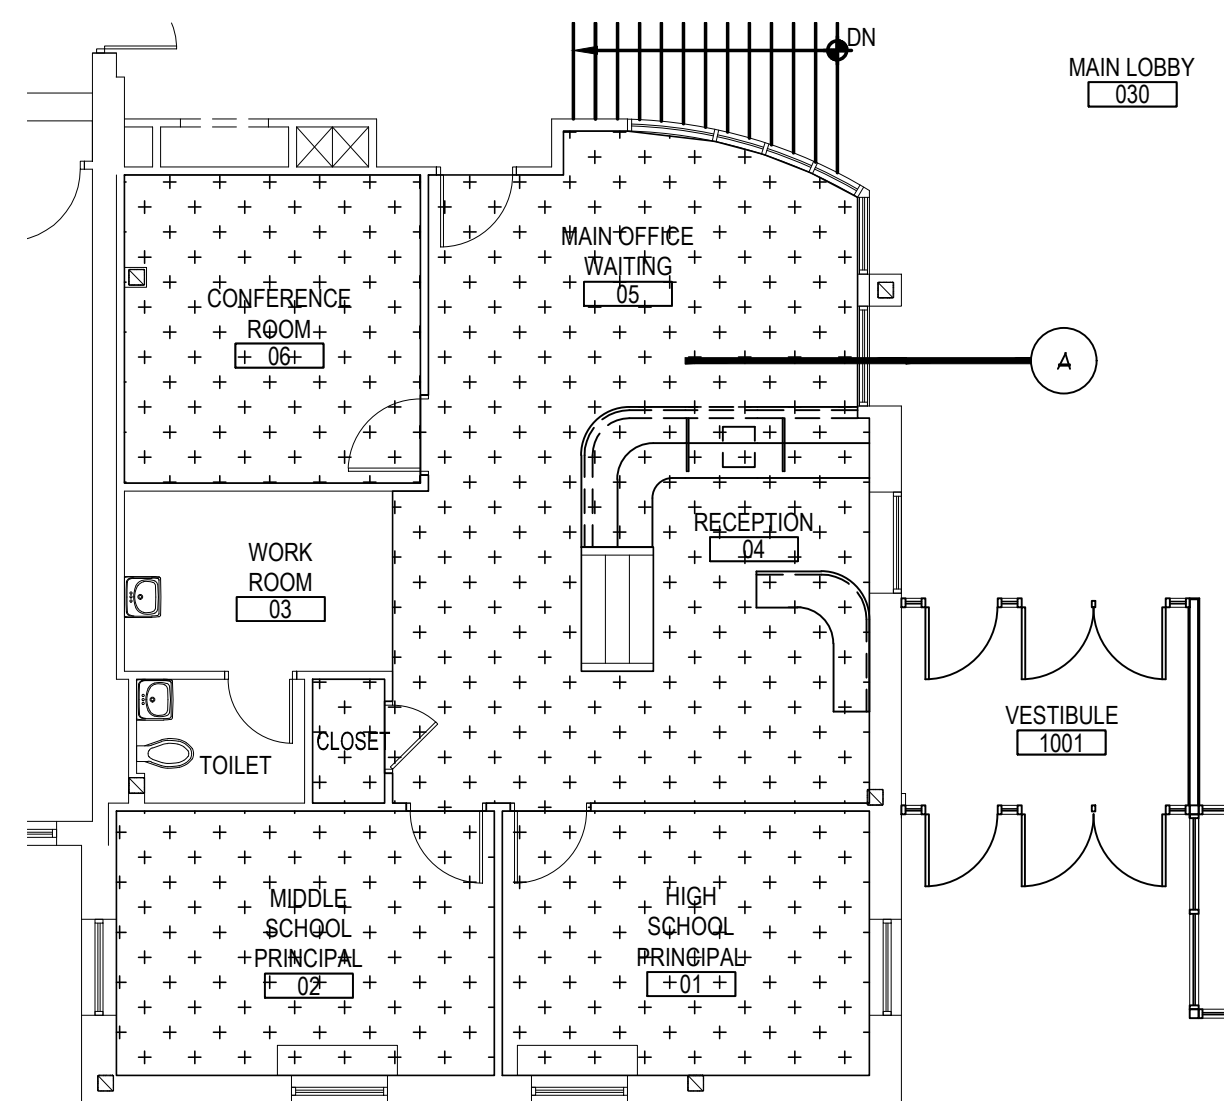 DN
MAIN LOBBY
030
MAIN OFFICE
WAITING
05
CONFERENCE
ROOM
06
A
RECEPTION
04
WORK
ROOM
03
VESTIBULE
1001
CLOSET
TOILET
MIDDLE
SCHOOL
PRINCIPAL
02
HIGH
SCHOOL
PRINCIPAL
01